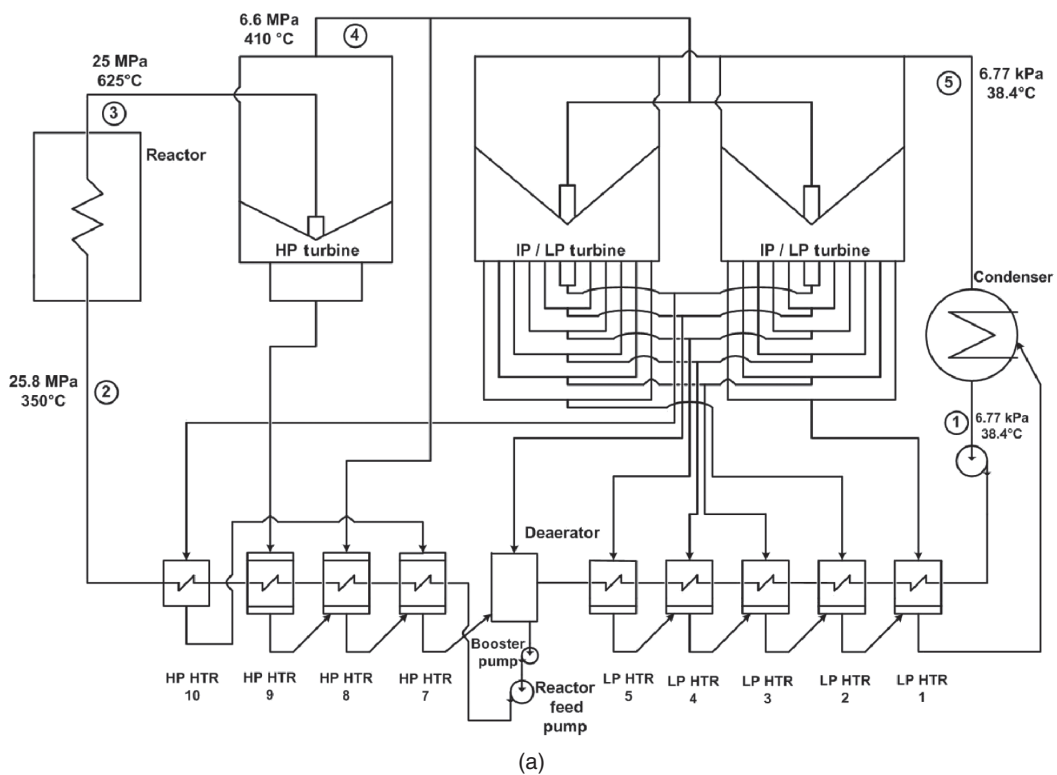 6.6 MPa
410 °C
4
25 MPa
625°C
3
Reactor
HP turbine
IP / LP turbine
IP / LP turbine
5
6.77 kPa
38.4°C
Condenser
25.8 MPa
350°C
2
1
6.77 kPa
38.4°C
Deaerator
Booster
pump
Reactor
feed
pump
HP HTR
10
HP HTR
9
HP HTR
8
HP HTR
7
LP HTR
5
LP HTR
4
LP HTR
3
LP HTR
2
LP HTR
1
(a)